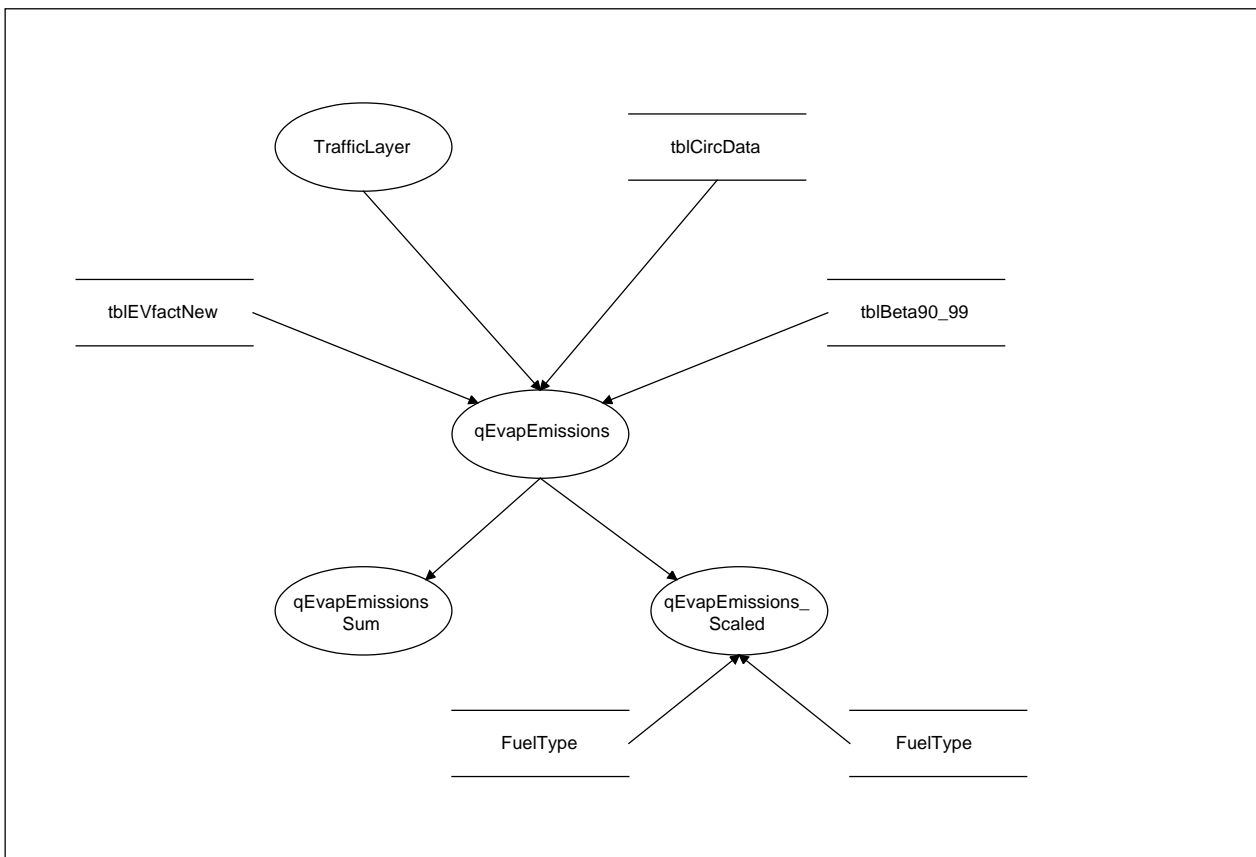 TrafficLayer
tblCircData
tblEVfactNew
tblBeta90_99
qEvapEmissions
qEvapEmissions
Sum
qEvapEmissions_
Scaled
FuelType
FuelType